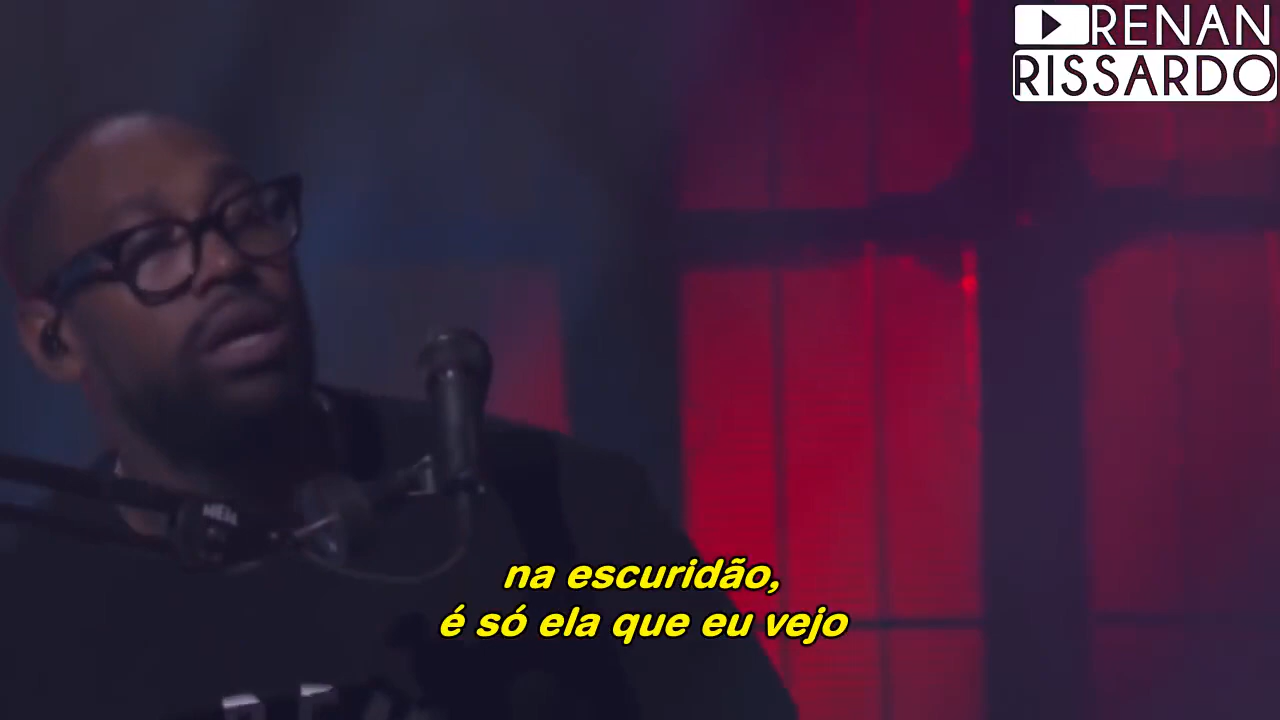 RENAN
RISSARDO
na escuridão,
é só ela que eu vejo